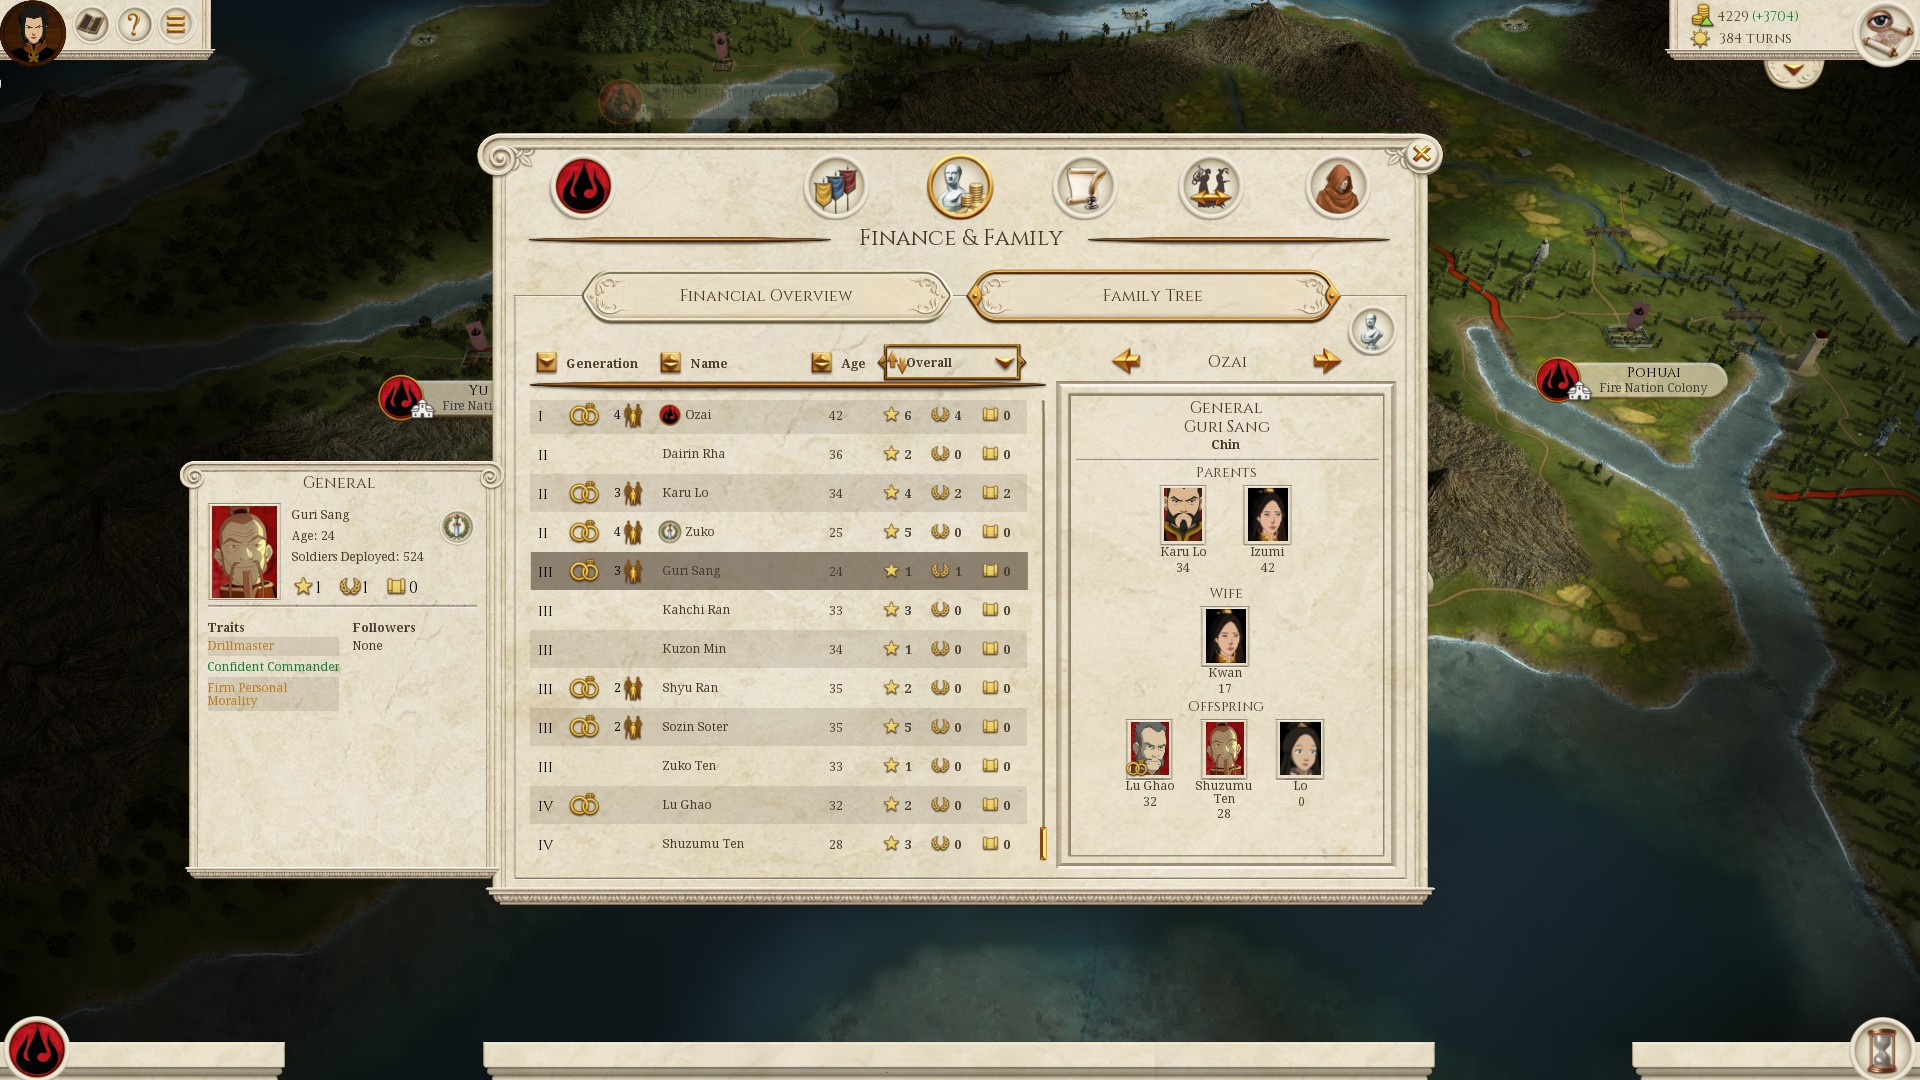 4229 (+3704)
384 TURNS
FINANCE & FAMILY
FINANCIAL OVERVIEW
FAMILY TREE
Generation Name Age Overall
I 4 Ozai 42 6 4 0
II Dairin Rha 36 2 0 0
II 3 Karu Lo 34 4 2 2
II 4 Zuko 25 5 0 0
III 3 Guri Sang 24 1 1 0
III Kahchi Ran 33 3 0 0
III Kuzon Min 34 1 0 0
III 2 Shyu Ran 35 2 0 0
III 2 Sozin Soter 35 5 0 0
III Zuko Ten 33 1 0 0
IV Lu Ghao 32 2 0 0
IV Shuzumu Ten 28 3 0 0
OZAI
GENERAL
GURI SANG
Chin
PARENTS
Karu Lo Izumi
34 42
WIFE
Kwan
17
OFFSPRING
Lu Ghao Shuzumu Ten Lo
32 28 0
GENERAL
Guri Sang
Age: 24
Soldiers Deployed: 524
1 1 0
Traits Followers
Drillmaster None
Confident Commander
Firm Personal
Morality
YU
Fire Nati
POHUAI
Fire Nation Colony